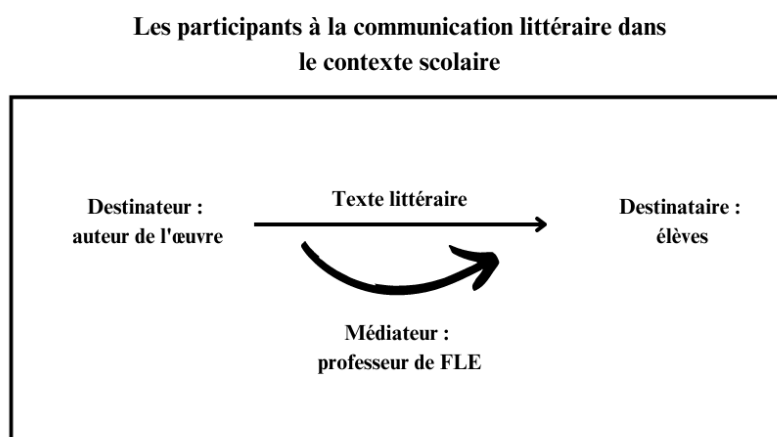 Les participants à la communication littéraire dans
le contexte scolaire
Texte littéraire
Destinateur :
auteur de l'œuvre
Destinataire :
élèves
Médiateur :
professeur de FLE